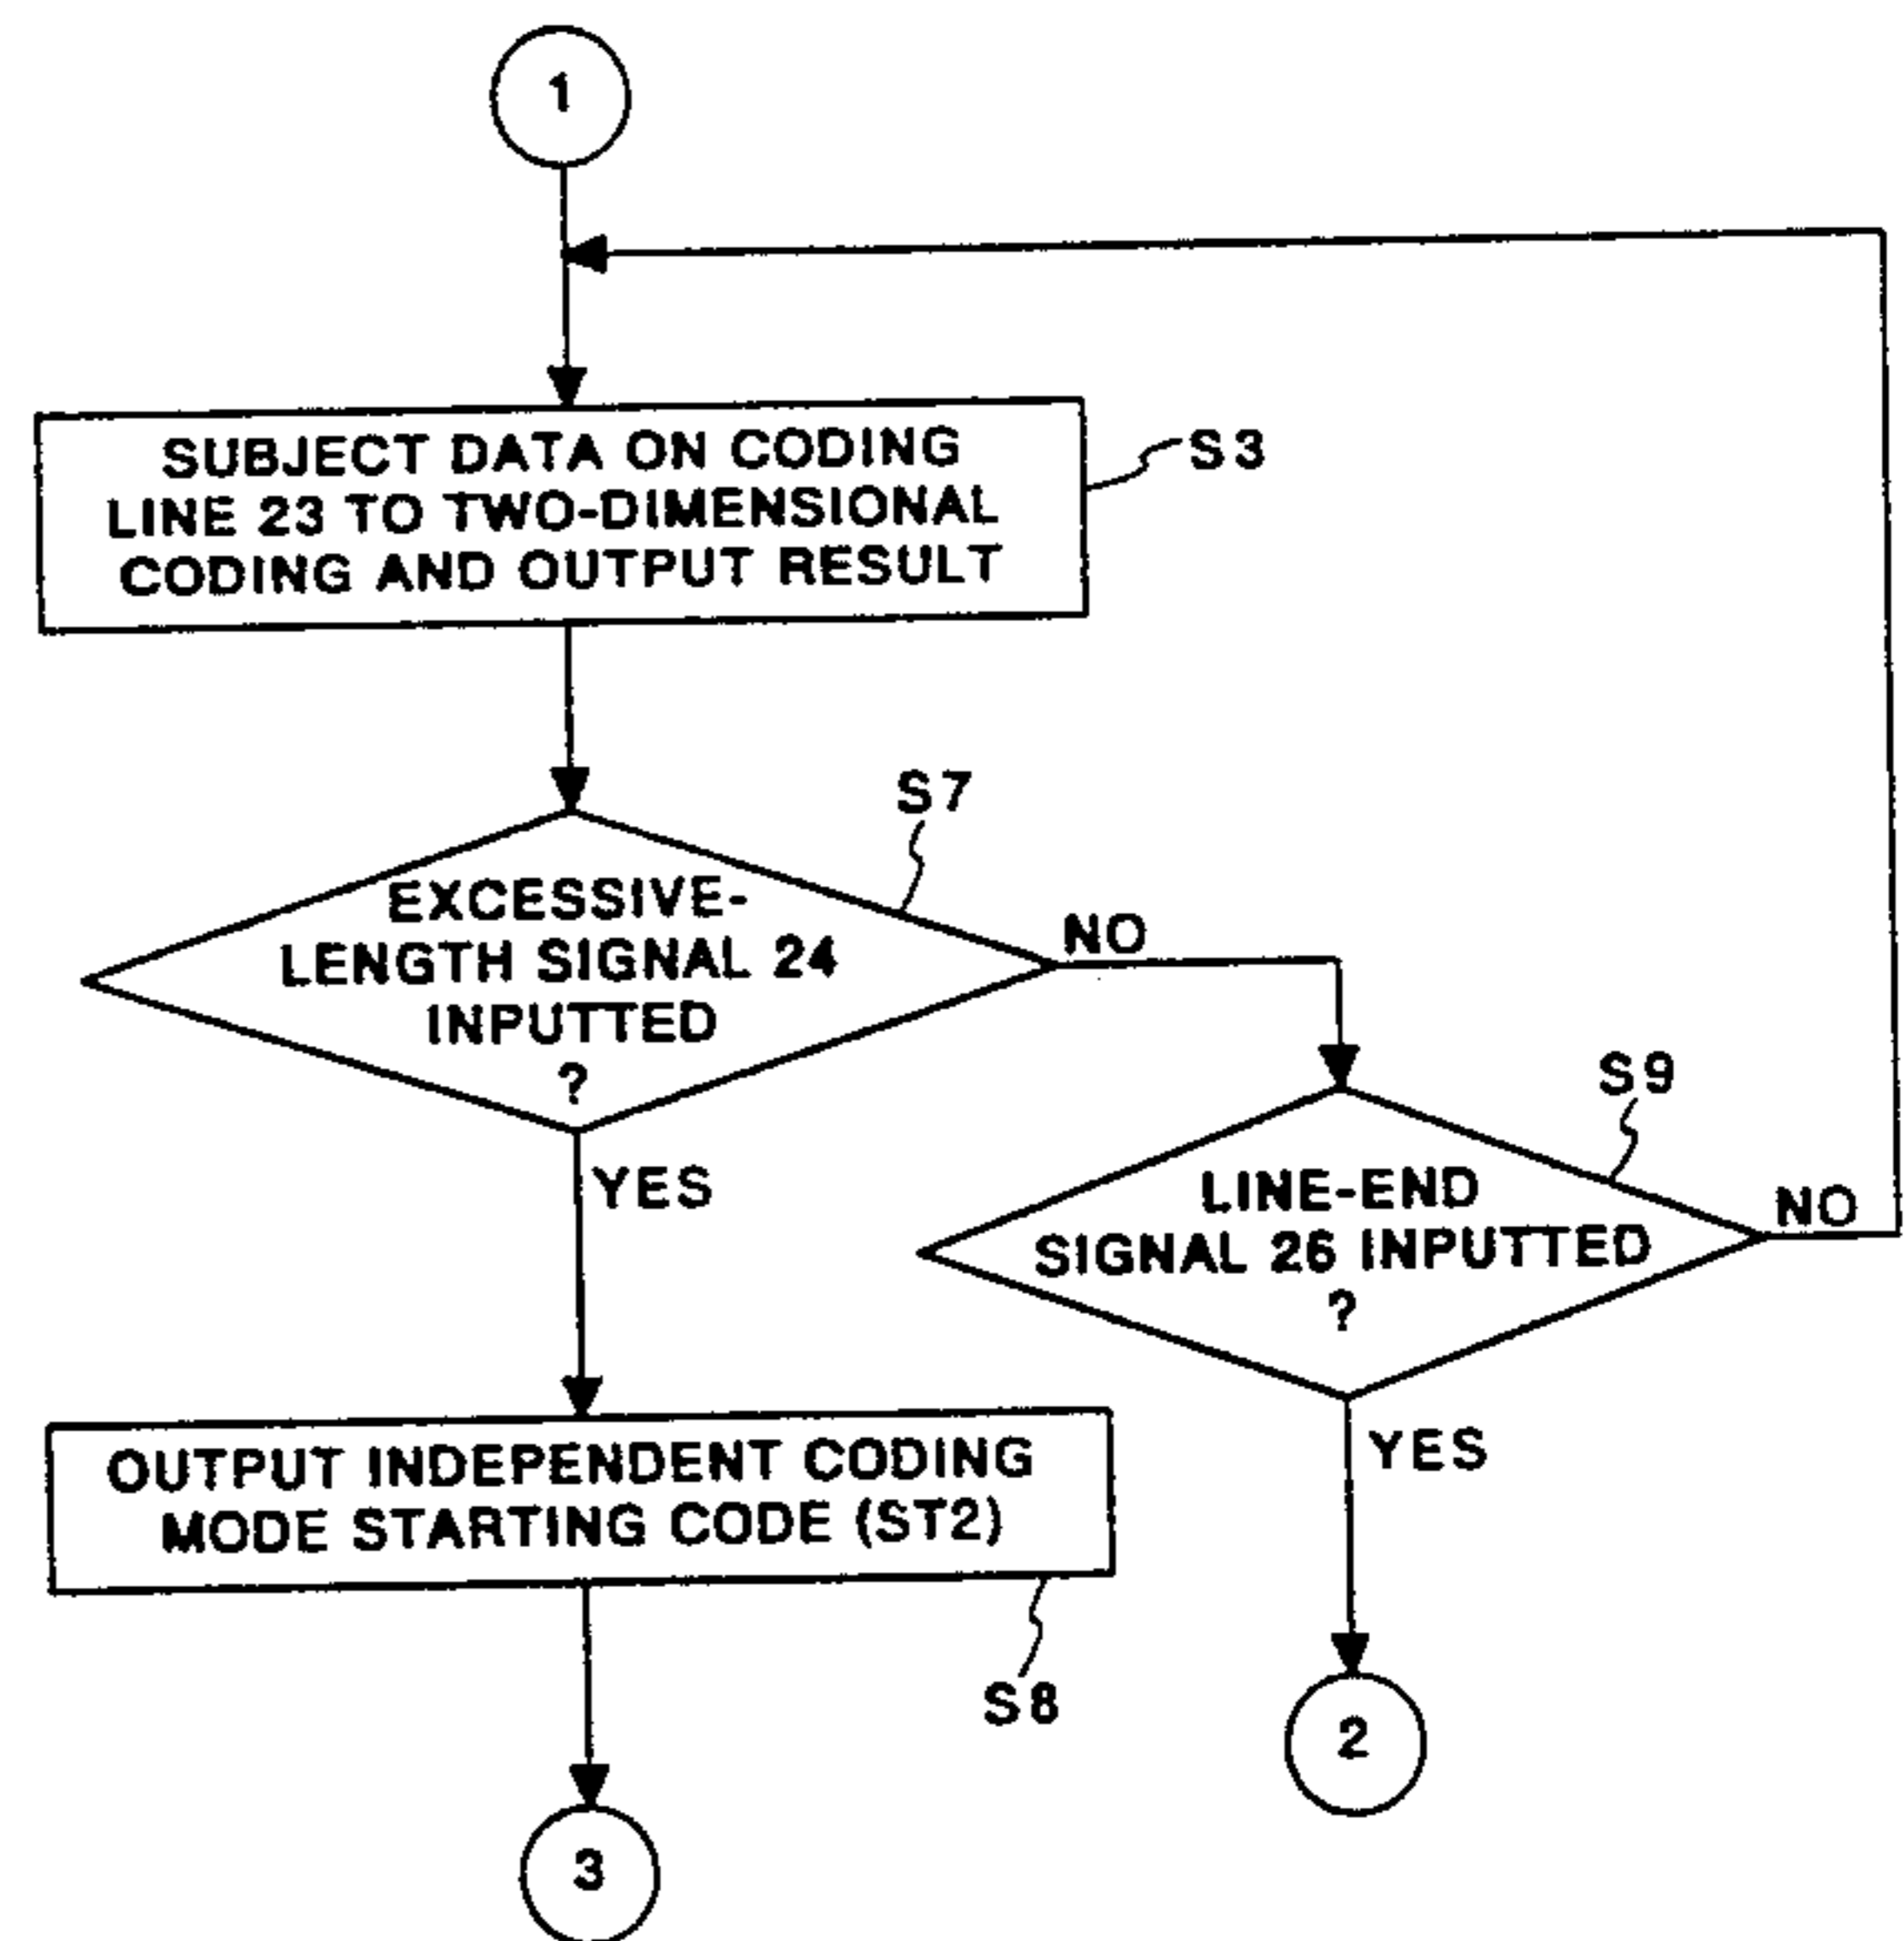 1
SUBJECT DATA ON CODING
LINE 23 TO TWO-DIMENSIONAL
CODING AND OUTPUT RESULT
S3
S7
EXCESSIVE-
LENGTH SIGNAL 24
INPUTTED
?
NO
YES
S9
LINE-END
SIGNAL 26 INPUTTED
?
NO
YES
OUTPUT INDEPENDENT CODING
MODE STARTING CODE (ST2)
S8
2
3